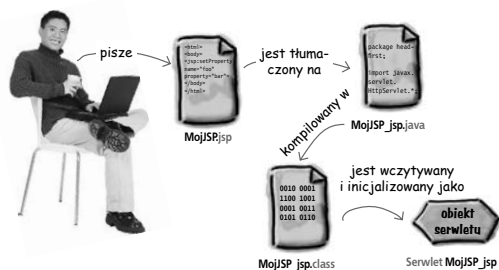 pisze
<html>
<body>
<jsp:setProperty
name="foo"
property="bar">
</body>
</html>
MojJSP.jsp
jest tłuma-
czony na
package head-
first;
import javax.
servlet.
HttpServlet.*;
MojJSP_jsp.java
kompilowany w
0010 0001
1100 1001
0001 0011
0101 0110
MojJSP_jsp.class
jest wczytywany
i inicjalizowany jako
obiekt
serwletu
Serwlet MojJSP_jsp